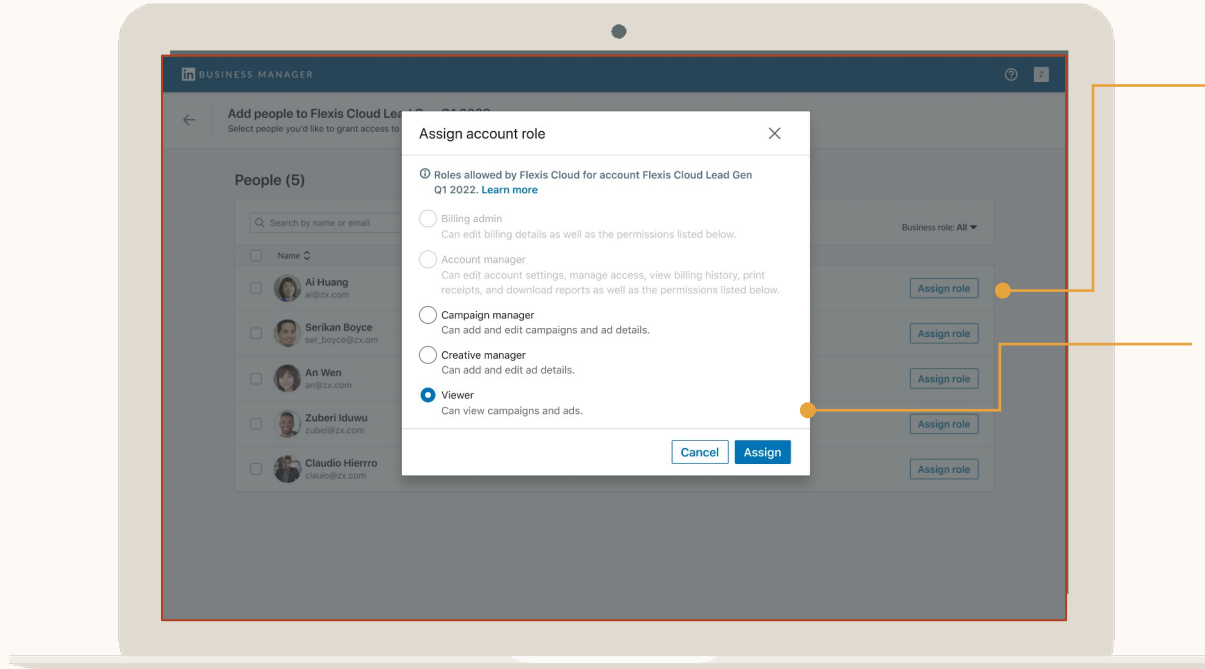 in BUSINESS MANAGER
Z
Add people to Flexis Cloud Lead Gen Q1 2022
Select people you'd like to grant access to
Assign account role
People (5)
Roles allowed by Flexis Cloud for account Flexis Cloud Lead Gen
Q1 2022. Learn more
Search by name or email
Business role: All
Billing admin
Can edit billing details as well as the permissions listed below.
Name
Account manager
Can edit account settings, manage access, view billing history, print
receipts, and download reports as well as the permissions listed below.
Ai Huang
ai@zx.com
Assign role
Campaign manager
Can add and edit campaigns and ad details.
Serikan Boyce
ser_boyce@zx.om
Assign role
Creative manager
Can add and edit ad details.
An Wen
an@zx.com
Assign role
Viewer
Can view campaigns and ads.
Zuberi Iduwu
zubei@zx.com
Assign role
Cancel Assign
Claudio Hierrro
clauio@zx.com
Assign role